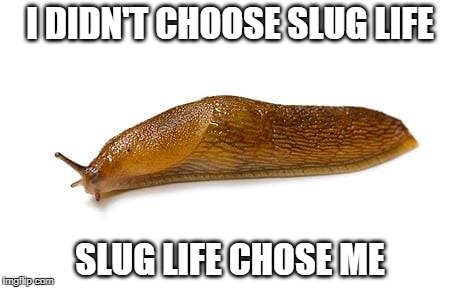 I DIDN'T CHOOSE SLUG LIFE
SLUG LIFE CHOSE ME
imgflip.com